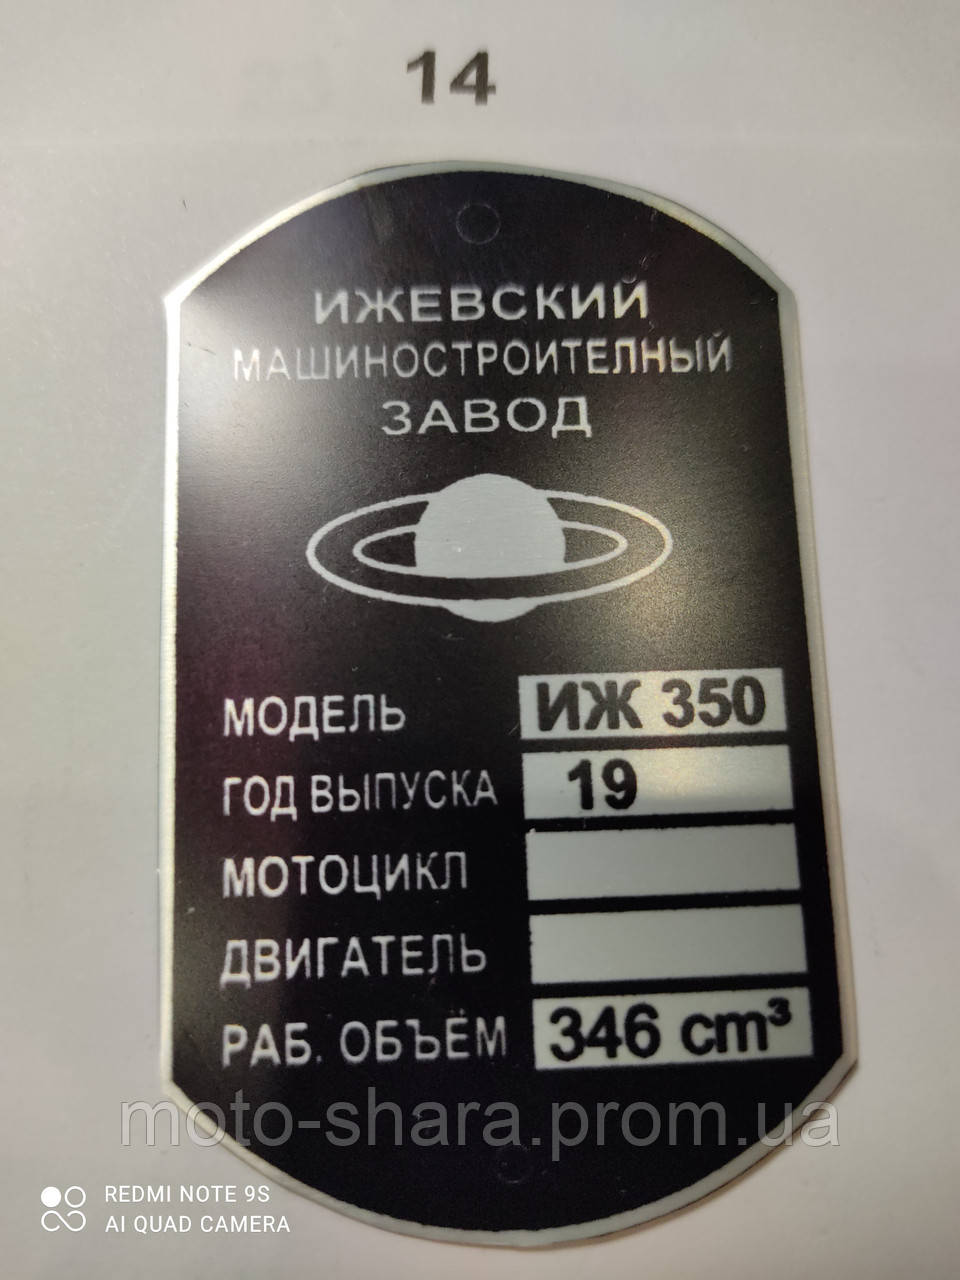 14
ИЖЕВСКИЙ
МАШИНОСТРОИТЕЛНЫЙ
ЗАВОД
МОДЕЛЬ ИЖ 350
ГОД ВЫПУСКА 19
МОТОЦИКЛ
ДВИГАТЕЛЬ
РАБ. ОБЪЁМ 346 cm³
moto-shara.prom.ua
REDMI NOTE 9S
AI QUAD CAMERA